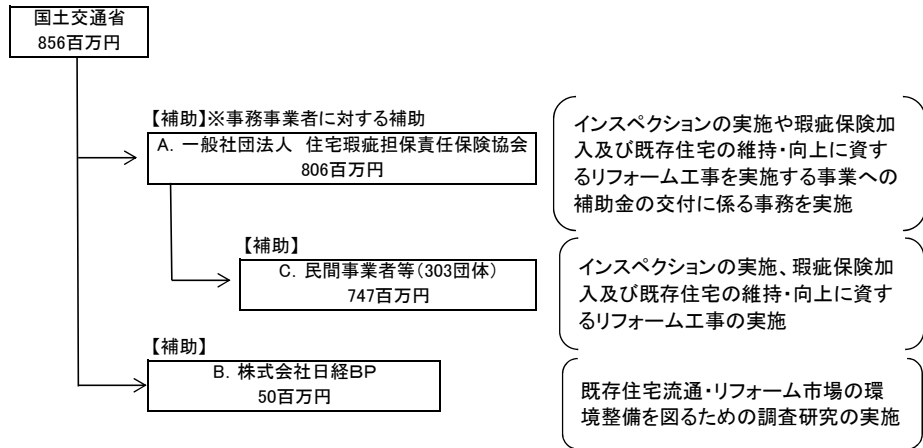 国土交通省
856百万円
【補助】※事務事業者に対する補助
A. 一般社団法人 住宅瑕疵担保責任保険協会
806百万円
インスペクションの実施や瑕疵保険加
入及び既存住宅の維持・向上に資す
るリフォーム工事を実施する事業への
補助金の交付に係る事務を実施
【補助】
C. 民間事業者等（303団体）
747百万円
インスペクションの実施、瑕疵保険加
入及び既存住宅の維持・向上に資す
るリフォーム工事の実施
【補助】
B. 株式会社日経BP
50百万円
既存住宅流通・リフォーム市場の環
境整備を図るための調査研究の実施